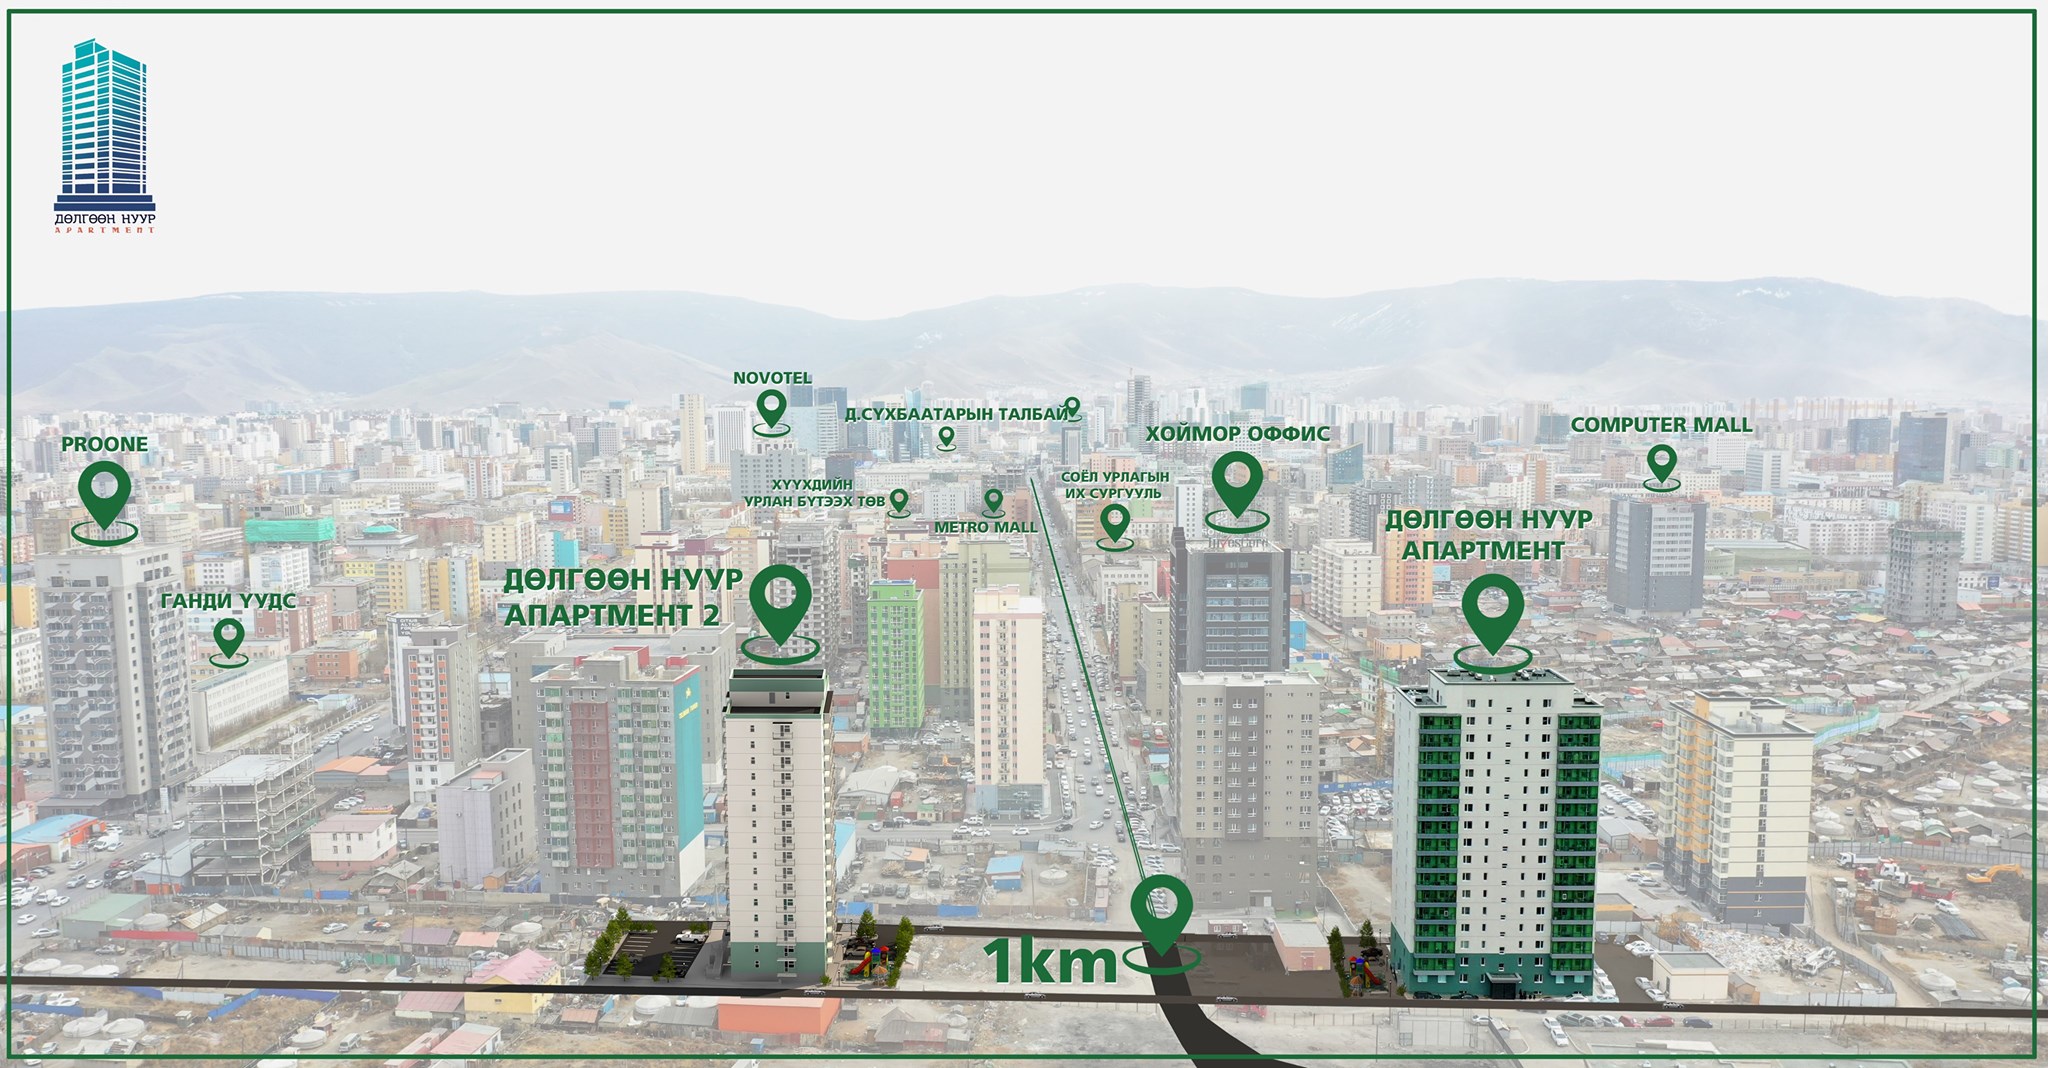 ДӨЛГӨӨН НУУР
APARTMENT
NOVOTEL
Д.СҮХБААТАРЫН ТАЛБАЙ
PROONE
ХОЙМОР ОФФИС
COMPUTER MALL
ХҮҮХДИЙН
УРЛАН БҮТЭЭХ ТӨВ
METRO MALL
СОЁЛ УРЛАГЫН
ИХ СУРГУУЛЬ
ДӨЛГӨӨН НУУР
АПАРТМЕНТ
ГАНДИ ҮҮДС
ДӨЛГӨӨН НУУР
АПАРТМЕНТ 2
1km